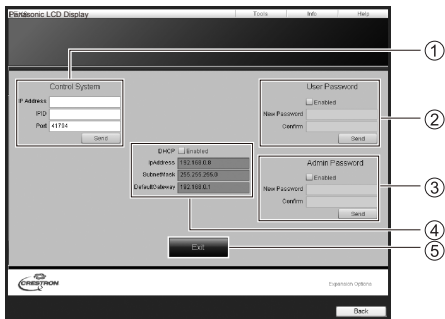 Panasonic LCD Display
Tools Info Help
Control System
IP Address
IPID
Port 41794
Send
User Password
Enabled
New Password
Confirm
Send
Admin Password
Enabled
New Password
Confirm
Send
DHCP Enabled
IpAddress 192.168.0.8
SubnetMask 255.255.255.0
DefaultGateway 192.168.0.1
Exit
CRESTRON
Expansion Options
Back
1
2
3
4
5